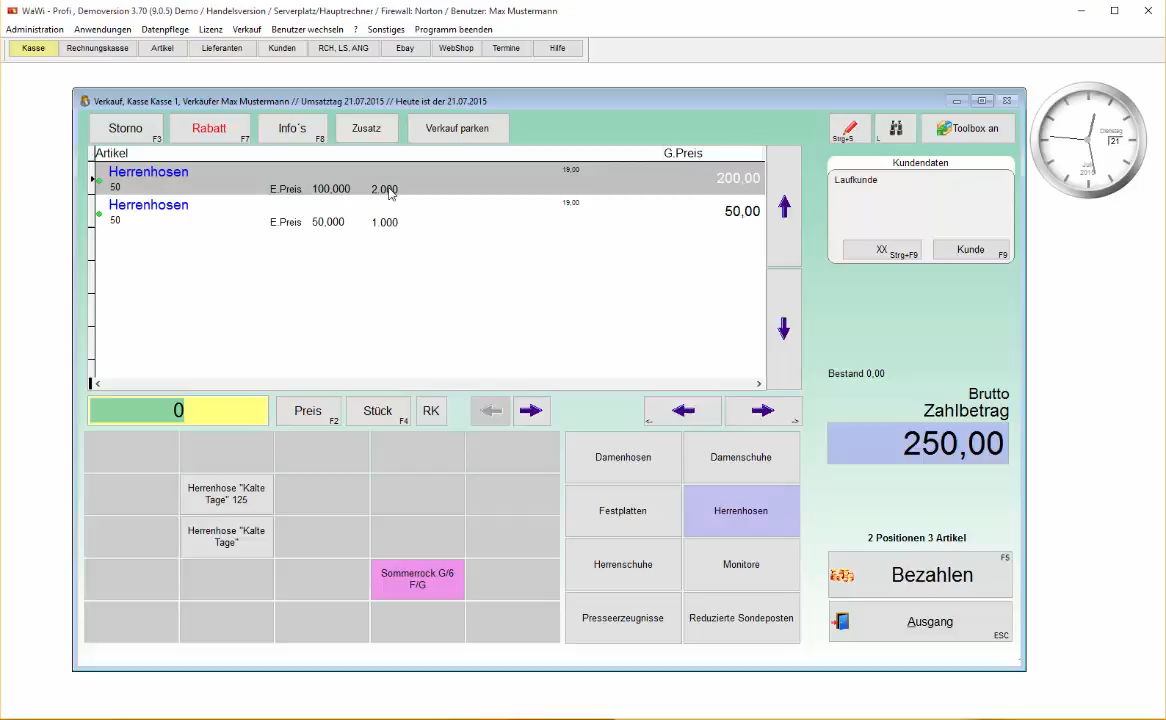 WaWi - Profi , Demoversion 3.70 (9.0.5) Demo / Handelsversion / Serverplatz/Hauptrechner / Firewall: Norton / Benutzer: Max Mustermann
Administration Anwendungen Datenpflege Lizenz Verkauf Benutzer wechseln ? Sonstiges Programm beenden
Kasse Rechnungskasse Artikel Lieferanten Kunden RCH, LS, ANG Ebay WebShop Termine Hilfe
Verkauf, Kasse Kasse 1, Verkäufer Max Mustermann // Umsatztag 21.07.2015 // Heute ist der 21.07.2015
Storno F3 Rabatt F7 Info´s F8 Zusatz Verkauf parken Strg+S L Toolbox an
Dienstag
21
Juli
2015
Artikel G.Preis
Herrenhosen 19,00 200,00
50 E.Preis 100,000 2.000
Herrenhosen 19,00 50,00
50 E.Preis 50,000 1.000
Kundendaten
Laufkunde
XX Strg+F9 Kunde F9
Bestand 0,00
Brutto
Zahlbetrag
250,00
0 Preis F2 Stück F4 RK
Herrenhose "Kalte
Tage" 125
Herrenhose "Kalte
Tage"
Sommerrock G/6
F/G
Damenhosen Damenschuhe
Festplatten Herrenhosen
Herrenschuhe Monitore
Presseerzeugnisse Reduzierte Sondeposten
2 Positionen 3 Artikel
Bezahlen F5
Ausgang ESC